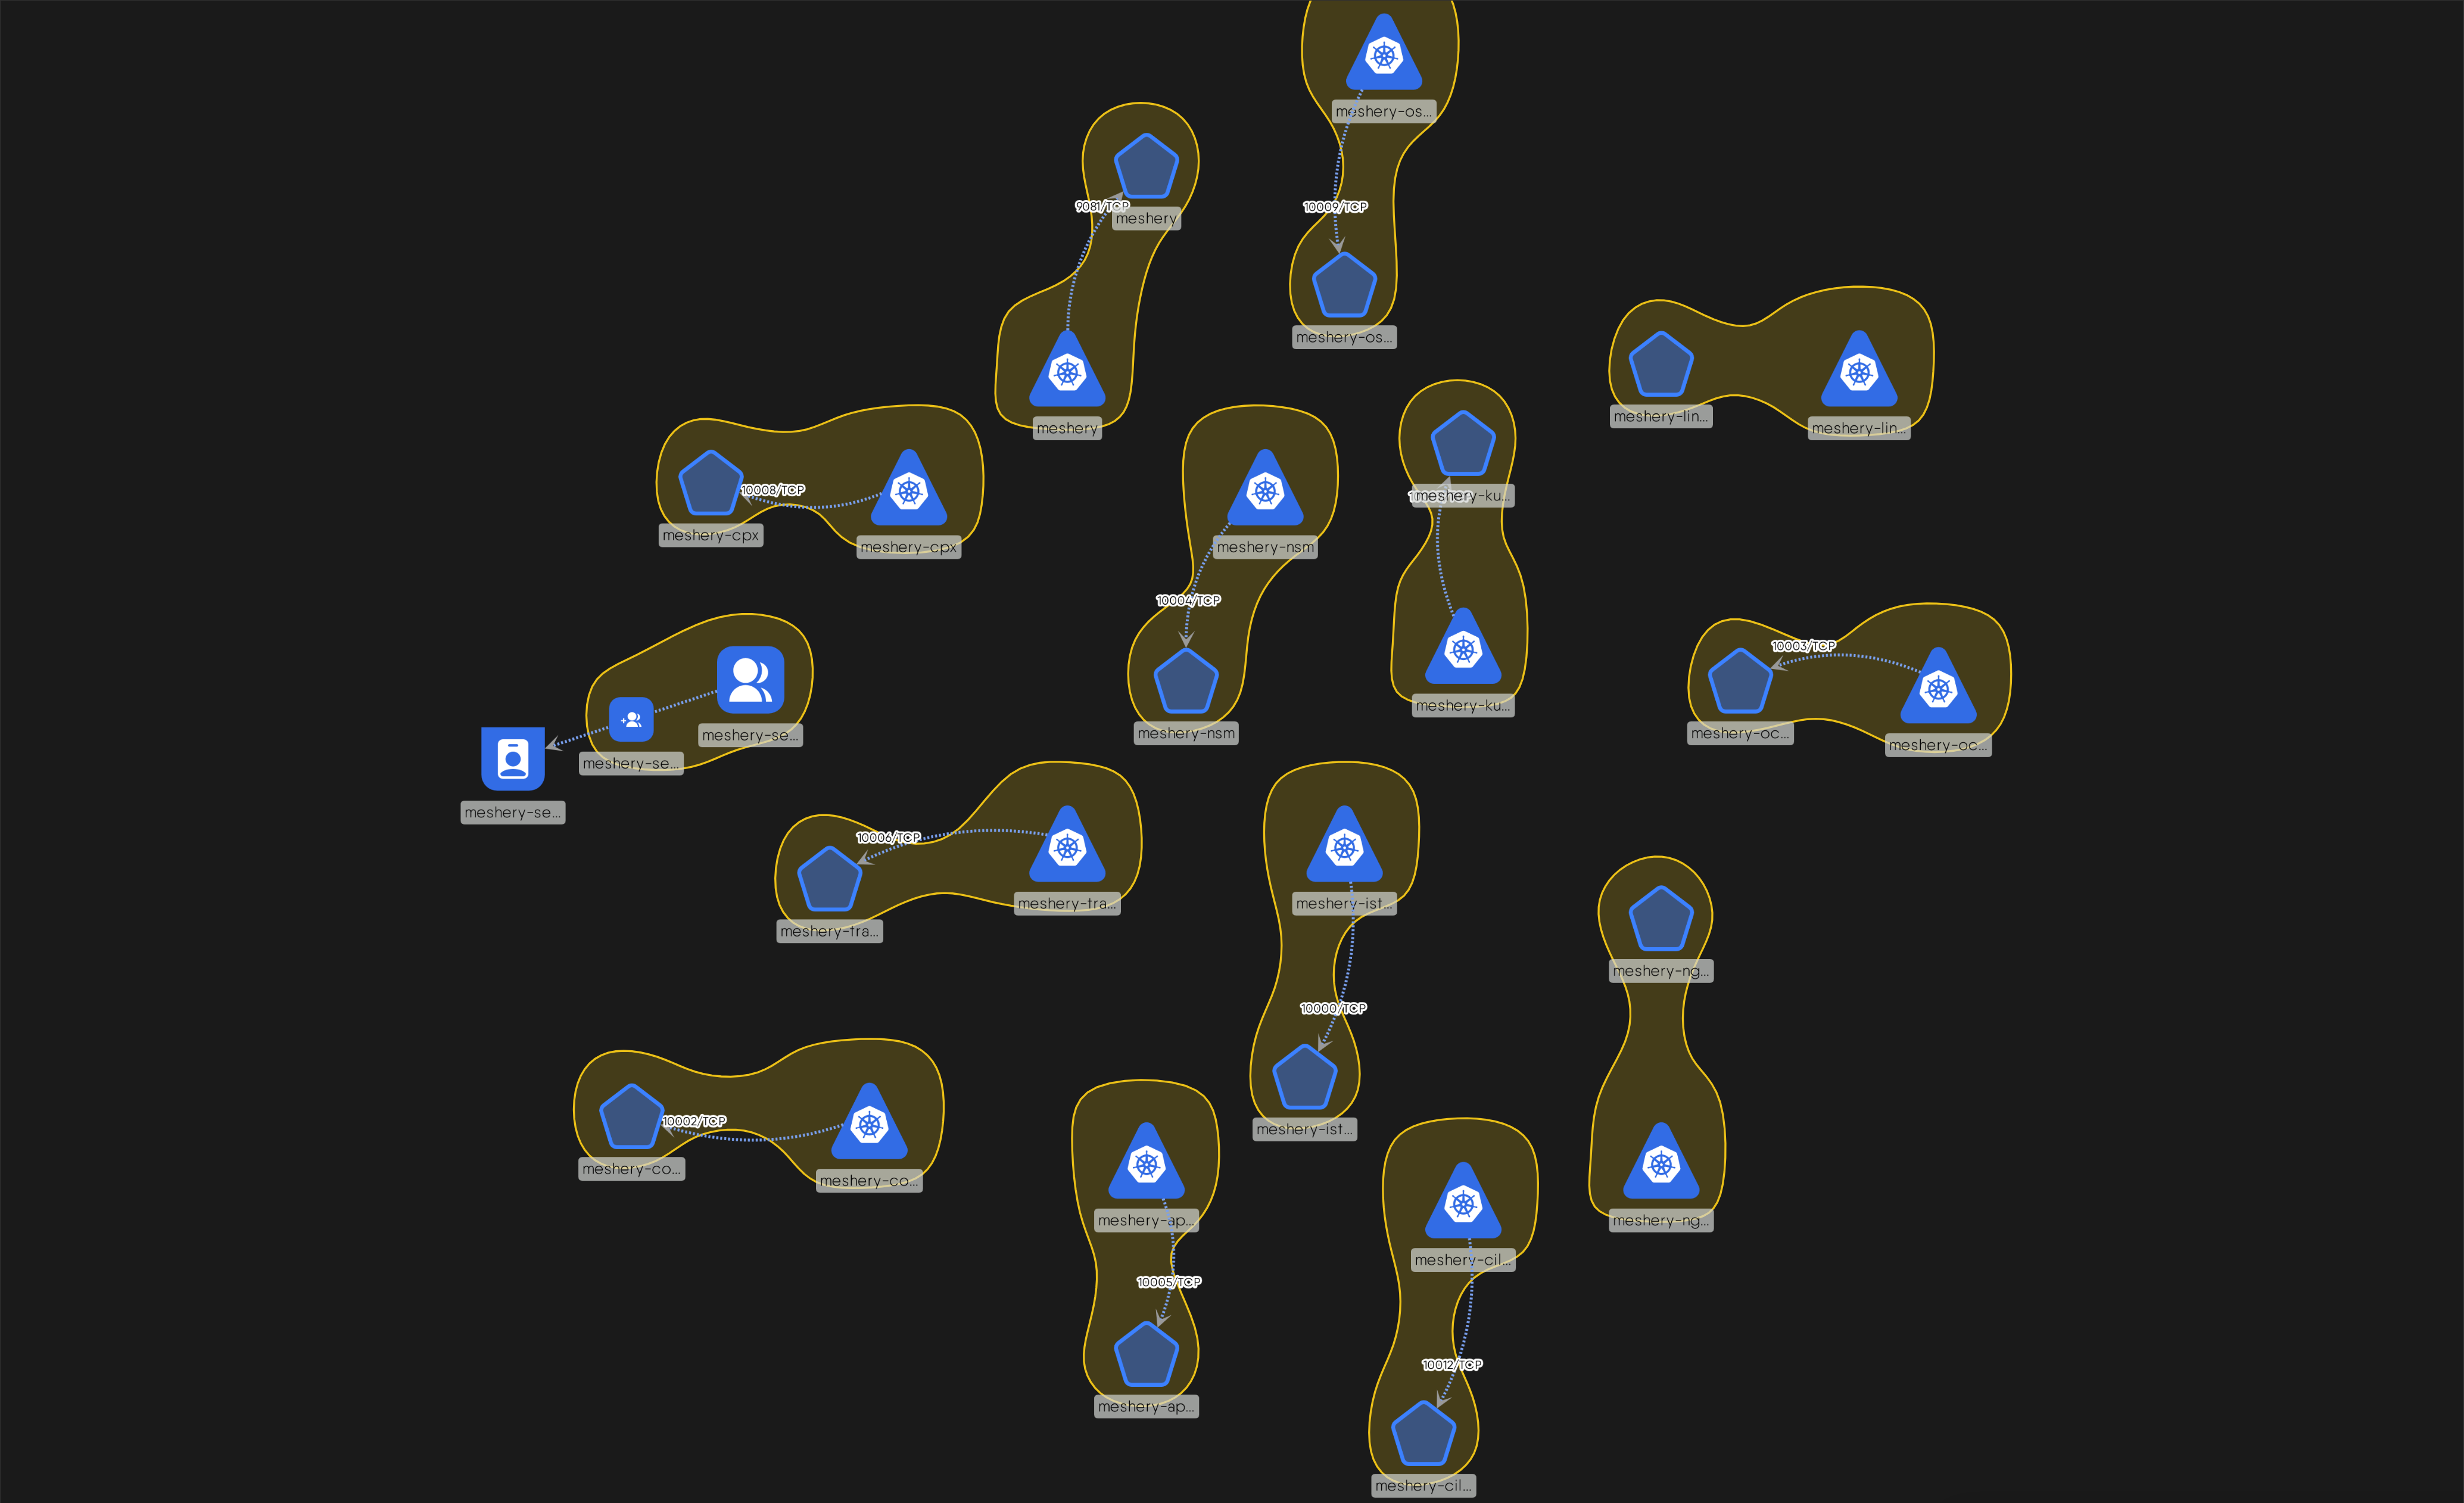 meshery-os...
10009/TCP
meshery-os...
9081/TCP
meshery
meshery
meshery-lin...
meshery-lin...
10008/TCP
meshery-cpx
meshery-cpx
meshery-nsm
10004/TCP
meshery-nsm
meshery-ku...
meshery-ku...
10003/TCP
meshery-oc...
meshery-oc...
meshery-se...
meshery-se...
meshery-se...
10006/TCP
meshery-tra...
meshery-tra...
meshery-ist...
10000/TCP
meshery-ist...
meshery-ng...
meshery-ng...
10002/TCP
meshery-co...
meshery-co...
meshery-ap...
10005/TCP
meshery-ap...
meshery-cil...
10012/TCP
meshery-cil...